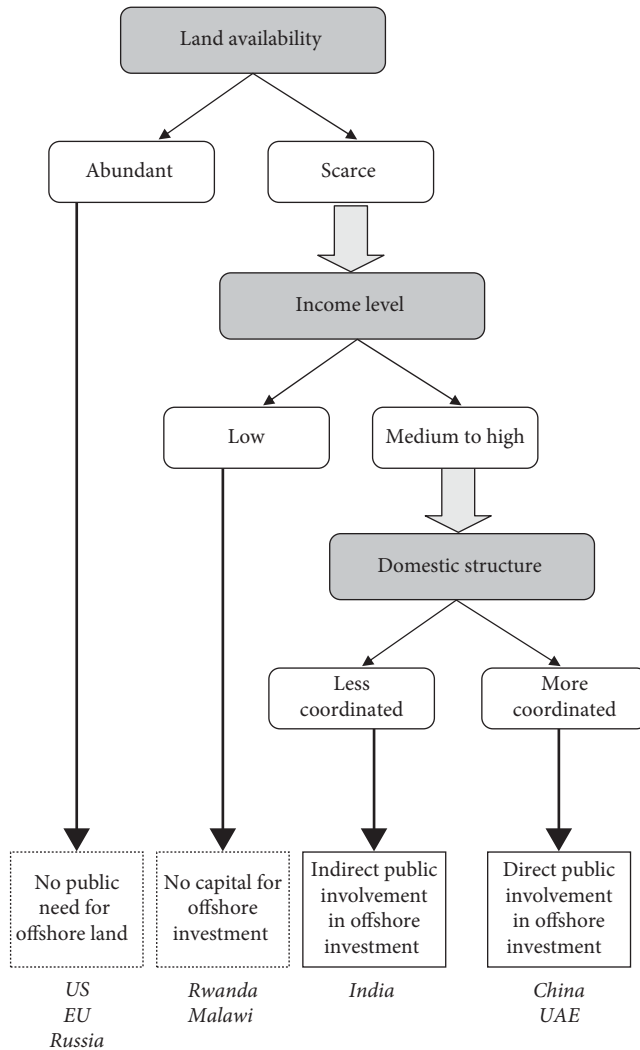 Land availability
Abundant
Scarce
Income level
Low
Medium to high
Domestic structure
Less
coordinated
More
coordinated
No public
need for
offshore land
No capital for
offshore
investment
Indirect public
involvement
in offshore
investment
Direct public
involvement
in offshore
investment
US
EU
Russia
Rwanda
Malawi
India
China
UAE